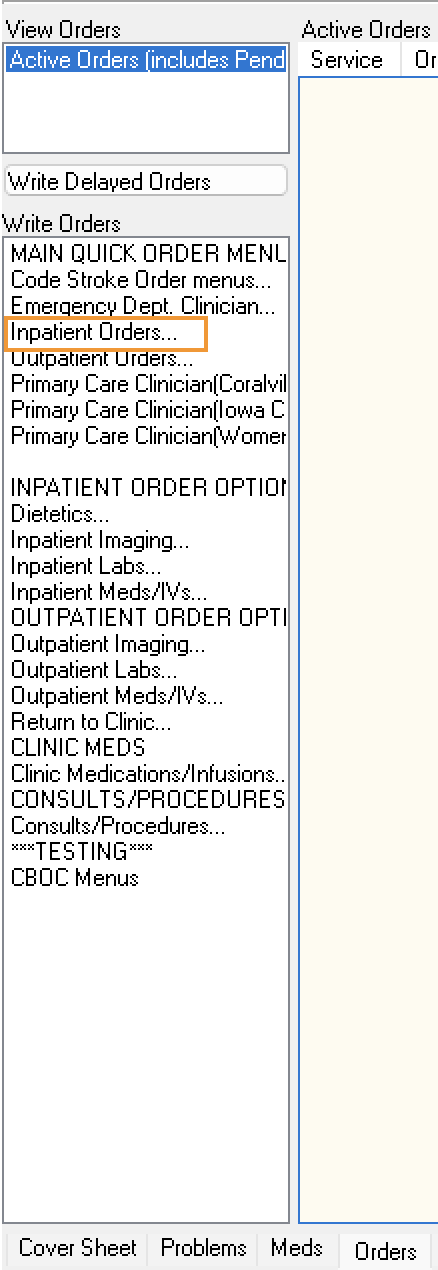 View Orders
Active Orders (includes Pend
Write Delayed Orders
Write Orders
MAIN QUICK ORDER MENU
Code Stroke Order menus...
Emergency Dept. Clinician...
Inpatient Orders...
Outpatient Orders...
Primary Care Clinician(Coralvil
Primary Care Clinician(Iowa C
Primary Care Clinician(Women
INPATIENT ORDER OPTION
Dietetics...
Inpatient Imaging...
Inpatient Labs...
Inpatient Meds/IVs...
OUTPATIENT ORDER OPTI
Outpatient Imaging...
Outpatient Labs...
Outpatient Meds/IVs...
Return to Clinic...
CLINIC MEDS
Clinic Medications/Infusions..
CONSULTS/PROCEDURES
Consults/Procedures...
***TESTING***
CBOC Menus
Active Orders
Service Or
Cover Sheet Problems Meds Orders